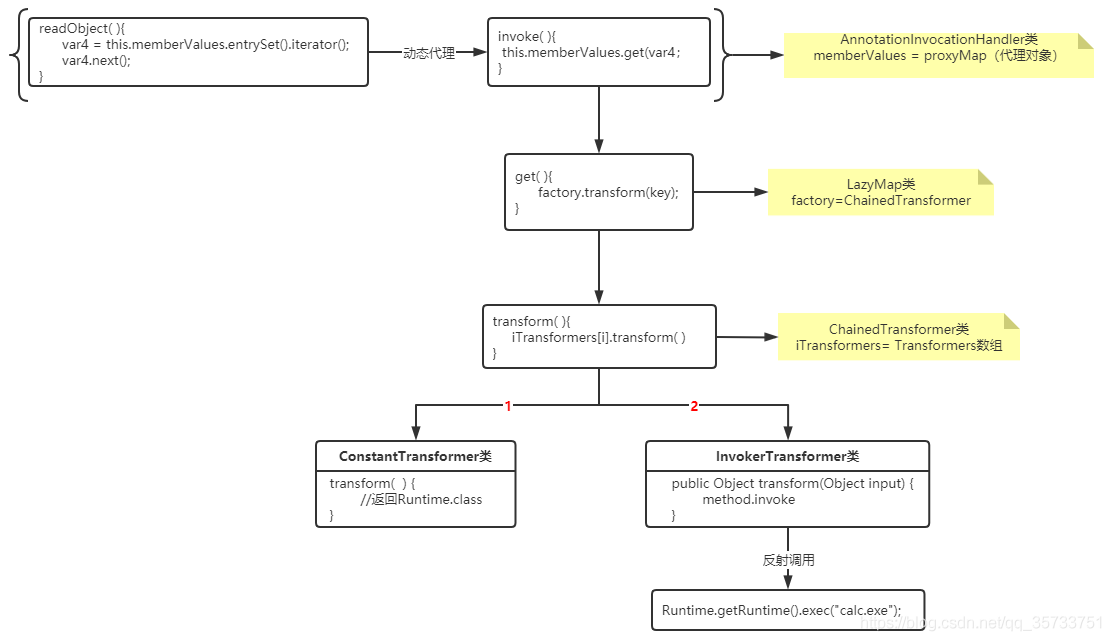 readObject( ){
var4 = this.memberValues.entrySet().iterator();
var4.next();
}
动态代理
invoke( ){
this.memberValues.get(var4;
}
AnnotationInvocationHandler类
memberValues = proxyMap（代理对象）
get( ){
factory.transform(key);
}
LazyMap类
factory=ChainedTransformer
transform( ){
iTransformers[i].transform( )
}
ChainedTransformer类
iTransformers= Transformers数组
1
2
ConstantTransformer类
transform( ) {
//返回Runtime.class
}
InvokerTransformer类
public Object transform(Object input) {
method.invoke
}
反射调用
Runtime.getRuntime().exec("calc.exe");
https://blog.csdn.net/qq_35733751